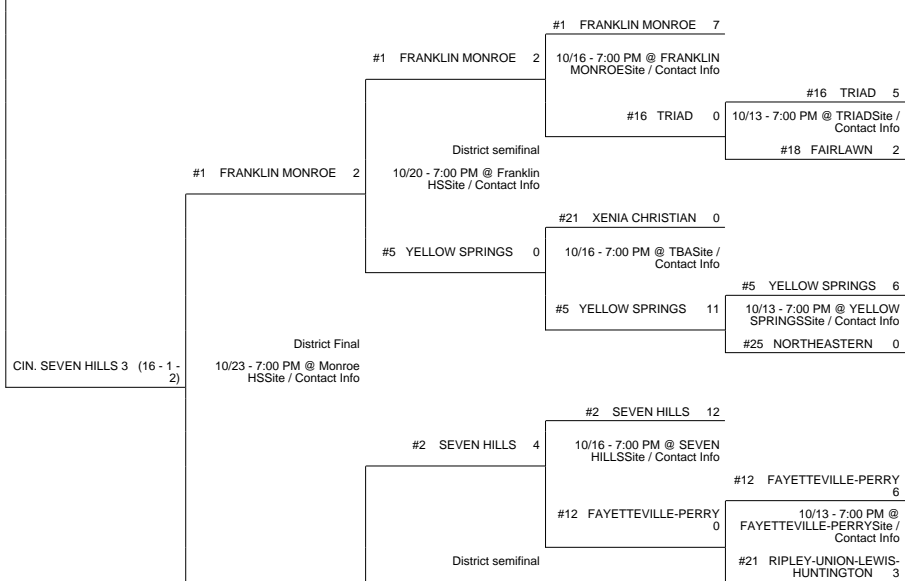 #1 FRANKLIN MONROE 7
#1 FRANKLIN MONROE 2
10/16 - 7:00 PM @ FRANKLIN
MONROESite / Contact Info
#16 TRIAD 5
#16 TRIAD 0
10/13 - 7:00 PM @ TRIADSite /
Contact Info
#18 FAIRLAWN 2
District semifinal
#1 FRANKLIN MONROE 2
10/20 - 7:00 PM @ Franklin
HSSite / Contact Info
#21 XENIA CHRISTIAN 0
#5 YELLOW SPRINGS 0
10/16 - 7:00 PM @ TBASite /
Contact Info
#5 YELLOW SPRINGS 6
#5 YELLOW SPRINGS 11
10/13 - 7:00 PM @ YELLOW
SPRINGSSite / Contact Info
#25 NORTHEASTERN 0
District Final
CIN. SEVEN HILLS 3 (16 - 1 -
2)
10/23 - 7:00 PM @ Monroe
HSSite / Contact Info
#2 SEVEN HILLS 12
#2 SEVEN HILLS 4
10/16 - 7:00 PM @ SEVEN
HILLSSite / Contact Info
#12 FAYETTEVILLE-PERRY
6
#12 FAYETTEVILLE-PERRY
0
10/13 - 7:00 PM @
FAYETTEVILLE-PERRYSite /
Contact Info
District semifinal
#21 RIPLEY-UNION-LEWIS-
HUNTINGTON 3